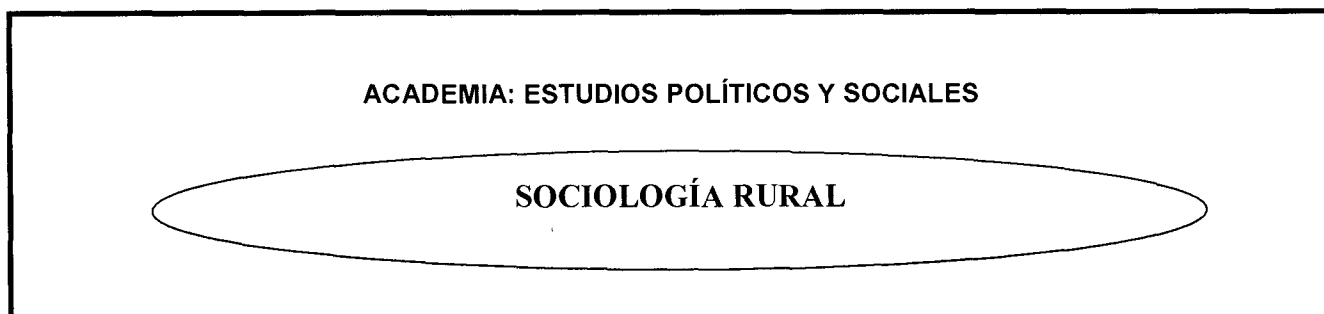 ACADEMIA: ESTUDIOS POLÍTICOS Y SOCIALES
SOCIOLOGÍA RURAL